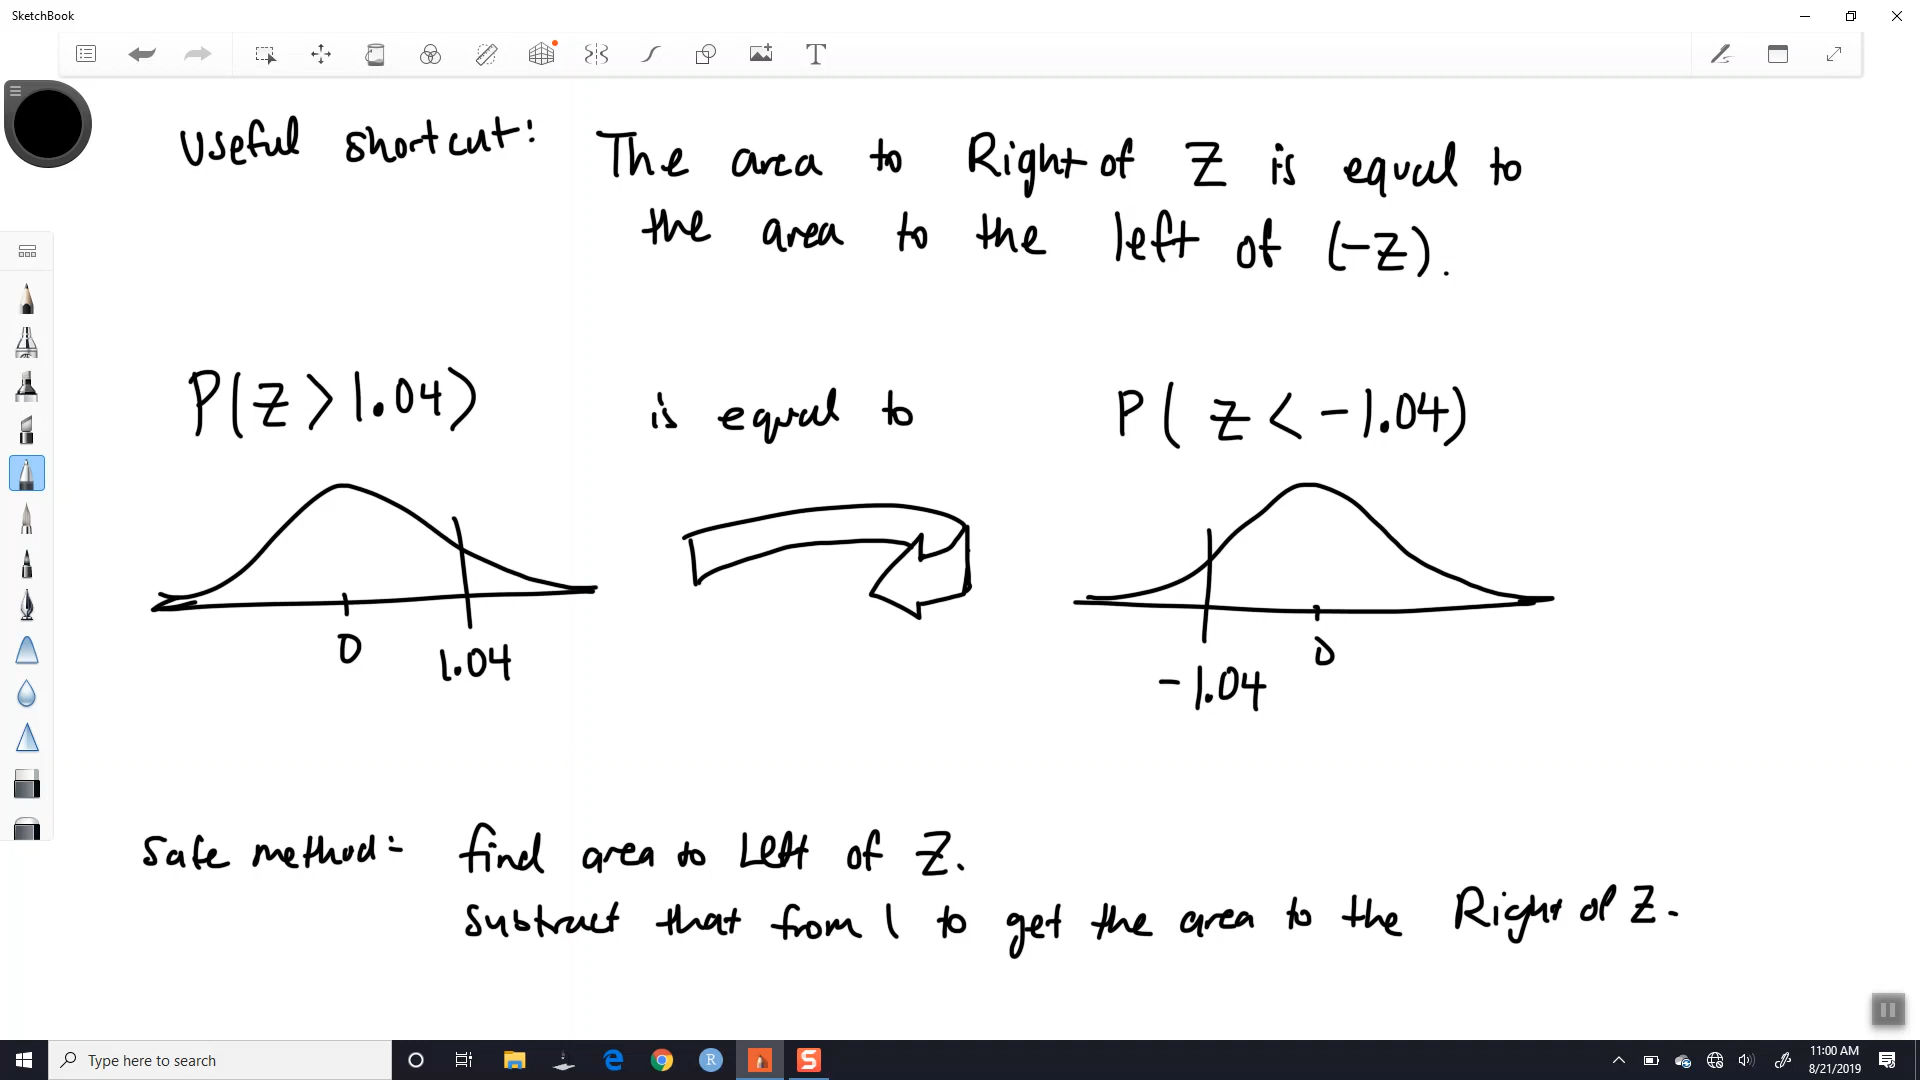 SketchBook
Useful shortcut: The area to Right of Z is equal to
the area to the left of (-Z).
P(Z > 1.04) is equal to P( Z < -1.04)
0
1.04
-1.04
0
Safe method: find area to Left of Z.
Subtract that from 1 to get the area to the Right of Z.
Type here to search
11:00 AM
8/21/2019